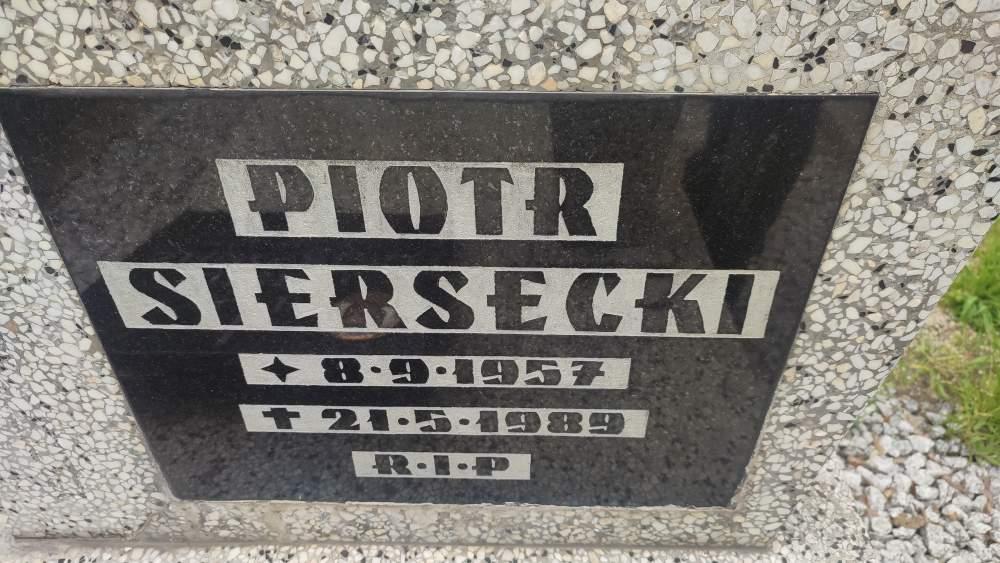 PIOTR
SIERSECKI
✦ 8·9·1957
✝ 21·5·1989
R·I·P